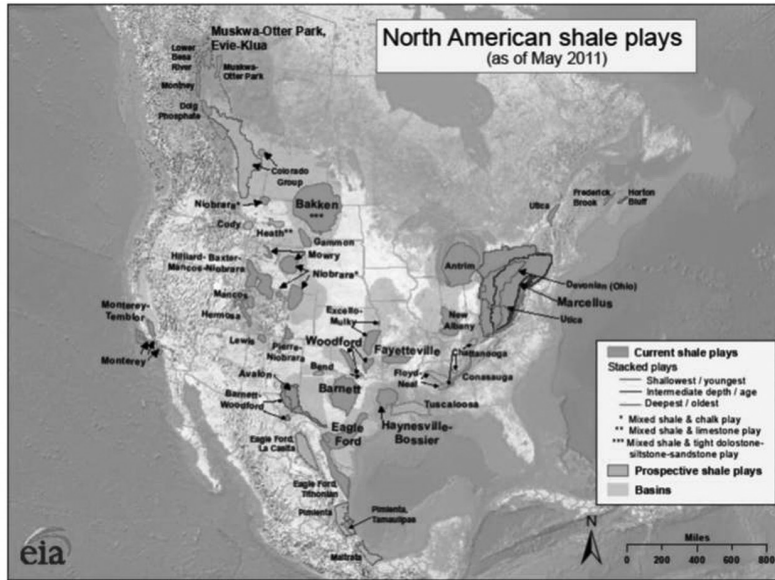 North American shale plays
(as of May 2011)
Muskwa-Otter Park,
Evie-Klua
Lower
Besa
River
Muskwa-
Otter Park
Montney
Doig
Phosphate
Colorado
Group
Niobrara*
Bakken
***
Cody
Heath**
Gammon
Mowry
Hilliard-Baxter-
Mancos-Niobrara
Niobrara*
Mancos
Hermosa
Monterey-
Temblor
Monterey
Lewis
Pierre-
Niobrara
Excello-
Mulky
Woodford
Fayetteville
Bend
Avalon
Barnett
Barnett-
Woodford
Eagle
Ford
Haynesville-
Bossier
Floyd-
Neal
Tuscaloosa
Chattanooga
Conasauga
New
Albany
Antrim
Utica
Frederick
Brook
Horton
Bluff
Devonian (Ohio)
Marcellus
Utica
Eagle Ford,
La Casita
Eagle Ford,
Tithonian
Pimienta
Pimienta,
Tamaulipas
Maltrata
Current shale plays
Stacked plays
Shallowest / youngest
Intermediate depth / age
Deepest / oldest
* Mixed shale & chalk play
** Mixed shale & limestone play
*** Mixed shale & tight dolostone-
siltstone-sandstone play
Prospective shale plays
Basins
N
Miles
0 200 400 600 800
eia